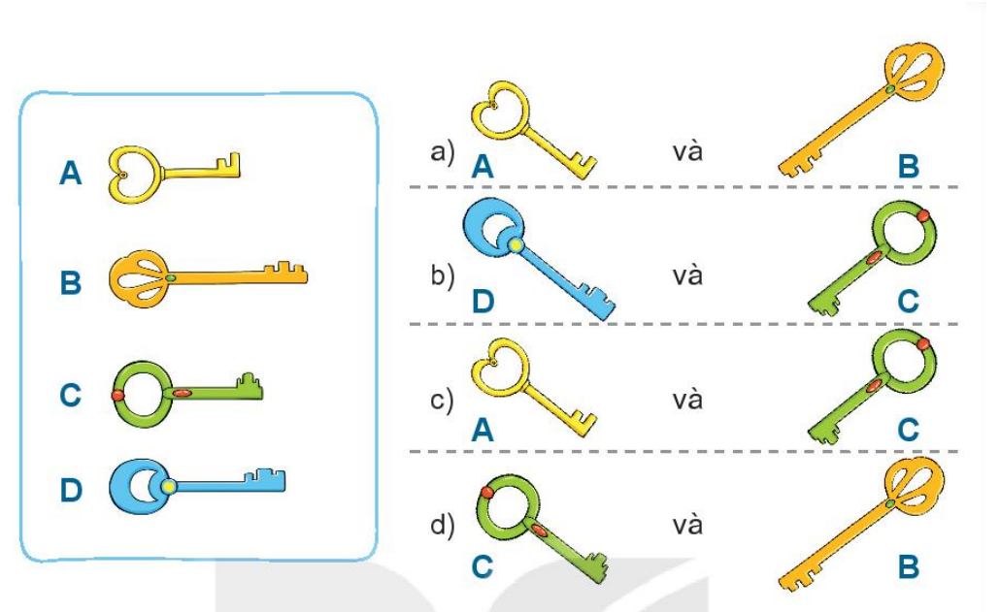 A
B
C
D
a) A và B
b) D và C
c) A và C
d) C và B